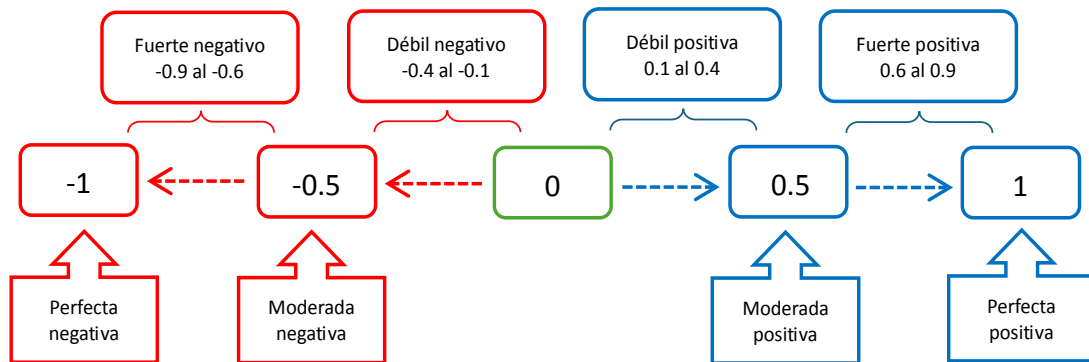 Fuerte negativo
-0.9 al -0.6
Débil negativo
-0.4 al -0.1
Débil positiva
0.1 al 0.4
Fuerte positiva
0.6 al 0.9
-1
-0.5
0
0.5
1
Perfecta
negativa
Moderada
negativa
Moderada
positiva
Perfecta
positiva